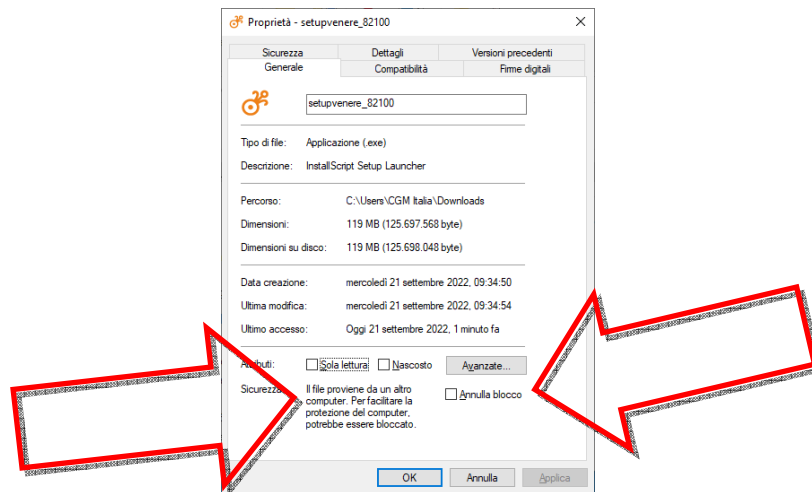 Proprietà - setupvenere_82100
Sicurezza Dettagli Versioni precedenti
Generale Compatibilità Firme digitali
setupvenere_82100
Tipo di file: Applicazione (.exe)
Descrizione: InstallScript Setup Launcher
Percorso: C:\Users\CGM Italia\Downloads
Dimensioni: 119 MB (125.697.568 byte)
Dimensioni su disco: 119 MB (125.698.048 byte)
Data creazione: mercoledì 21 settembre 2022, 09:34:50
Ultima modifica: mercoledì 21 settembre 2022, 09:34:54
Ultimo accesso: Oggi 21 settembre 2022, 1 minuto fa
Attributi: Sola lettura Nascosto Avanzate...
Sicurezza Il file proviene da un altro
computer. Per facilitare la
protezione del computer,
potrebbe essere bloccato.
Annulla blocco
OK Annulla Applica